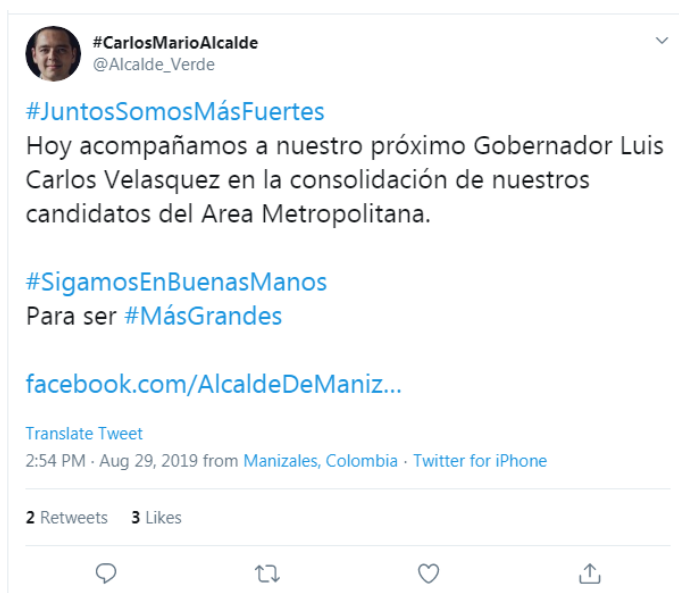 #CarlosMarioAlcalde
@Alcalde_Verde
#JuntosSomosMásFuertes
Hoy acompañamos a nuestro próximo Gobernador Luis
Carlos Velasquez en la consolidación de nuestros
candidatos del Area Metropolitana.
#SigamosEnBuenasManos
Para ser #MásGrandes
facebook.com/AlcaldeDeManiz...
Translate Tweet
2:54 PM · Aug 29, 2019 from Manizales, Colombia · Twitter for iPhone
2 Retweets 3 Likes